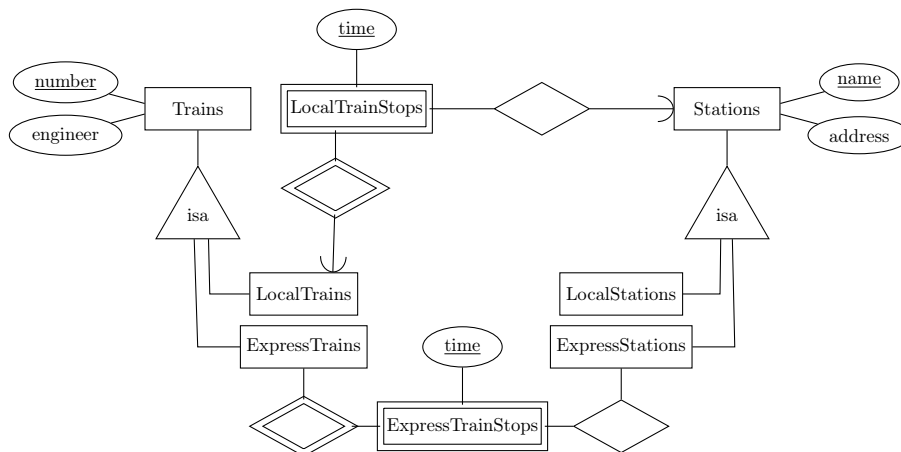 time
number
name
LocalTrainStops
Trains
Stations
engineer
address
isa
isa
LocalTrains
LocalStations
ExpressTrains
time
ExpressStations
ExpressTrainStops